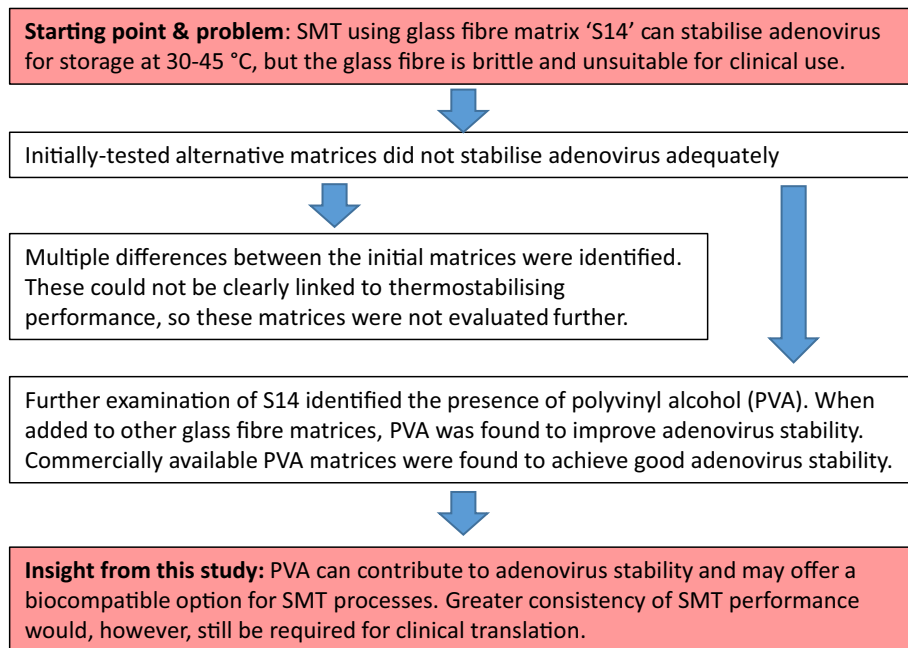 Starting point & problem: SMT using glass fibre matrix ‘S14’ can stabilise adenovirus
for storage at 30-45 °C, but the glass fibre is brittle and unsuitable for clinical use.
Initially-tested alternative matrices did not stabilise adenovirus adequately
Multiple differences between the initial matrices were identified.
These could not be clearly linked to thermostabilising
performance, so these matrices were not evaluated further.
Further examination of S14 identified the presence of polyvinyl alcohol (PVA). When
added to other glass fibre matrices, PVA was found to improve adenovirus stability.
Commercially available PVA matrices were found to achieve good adenovirus stability.
Insight from this study: PVA can contribute to adenovirus stability and may offer a
biocompatible option for SMT processes. Greater consistency of SMT performance
would, however, still be required for clinical translation.